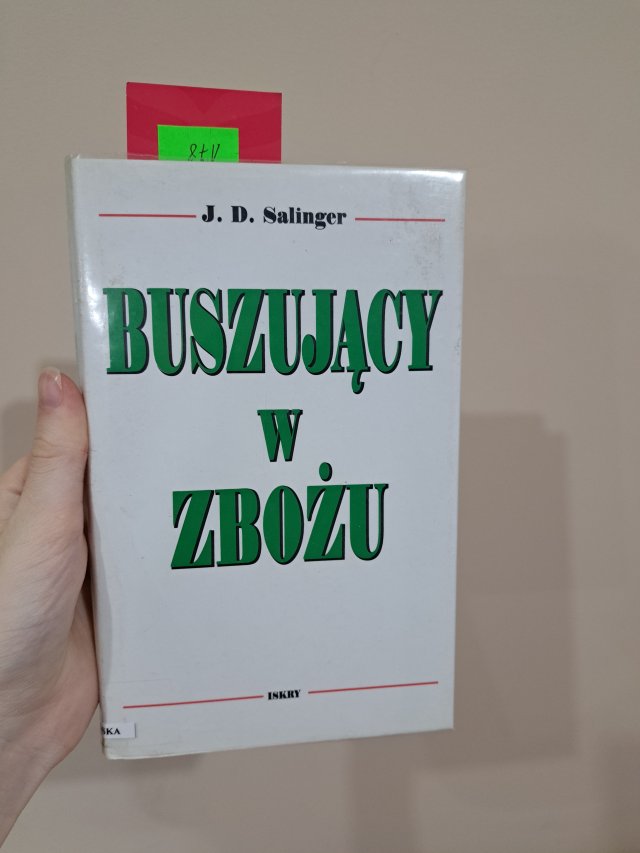 J. D. Salinger
BUSZUJĄCY
W
ZBOŻU
ISKRY
SKA